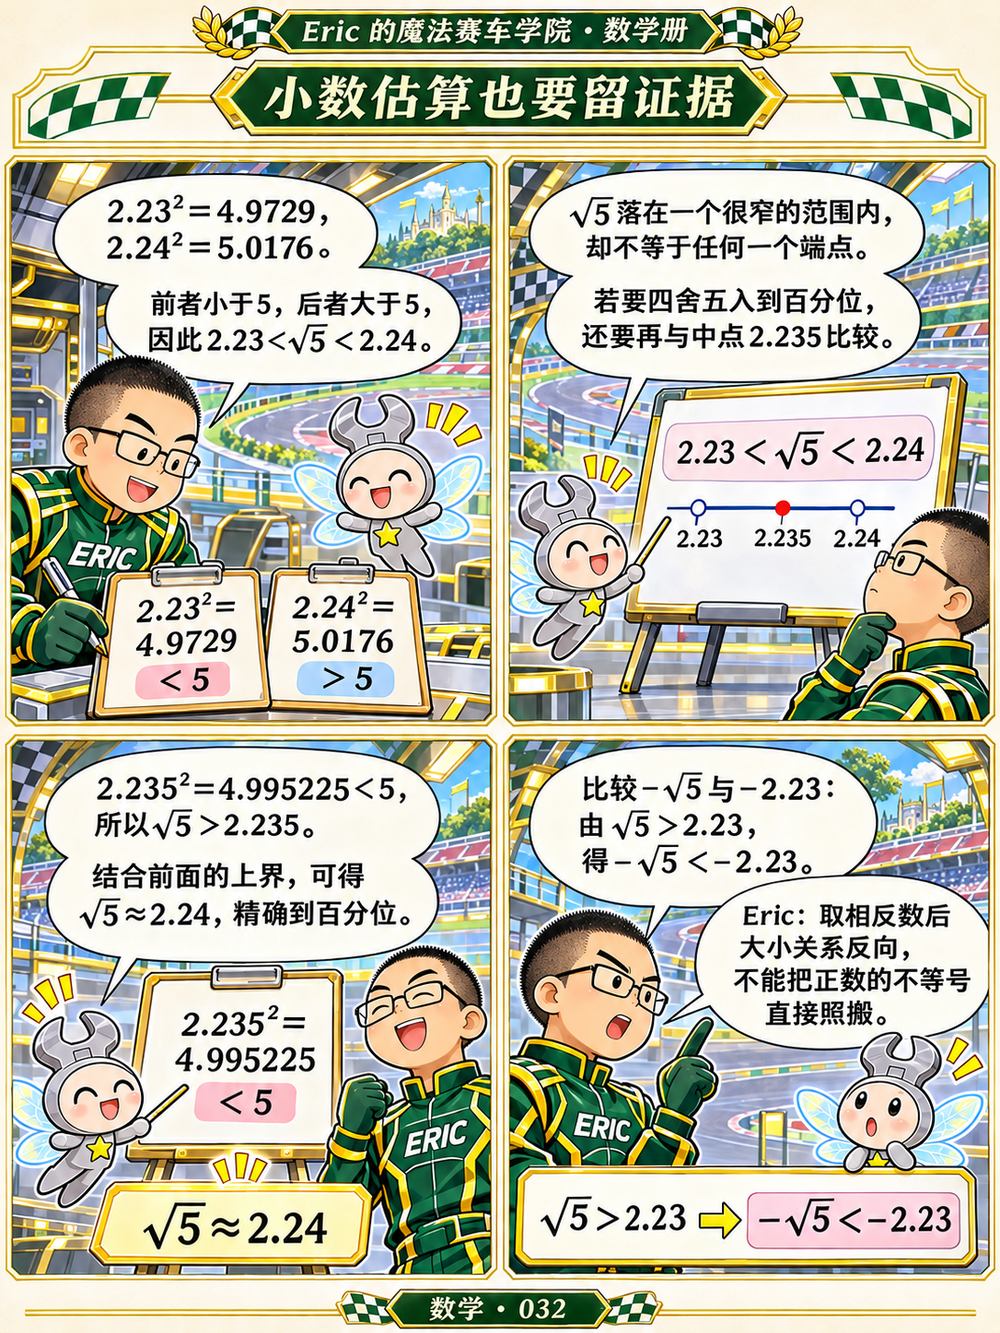 Eric 的魔法赛车学院·数学册
小数估算也要留证据
2.23²=4.9729，
2.24²=5.0176。
前者小于5，后者大于5，
因此2.23<√5<2.24。
ERIC
2.23²=
4.9729
<5
2.24²=
5.0176
>5
√5落在一个很窄的范围内，
却不等于任何一个端点。
若要四舍五入到百分位，
还要再与中点2.235比较。
2.23<√5<2.24
2.23 2.235 2.24
2.235²=4.995225<5，
所以√5>2.235。
结合前面的上界，可得
√5≈2.24，精确到百分位。
2.235²=
4.995225
<5
ERIC
√5≈2.24
比较−√5与−2.23：
由√5>2.23，
得−√5<−2.23。
Eric：取相反数后
大小关系反向，
不能把正数的不等号
直接照搬。
ERIC
√5>2.23 ➡ −√5<−2.23
数学·032